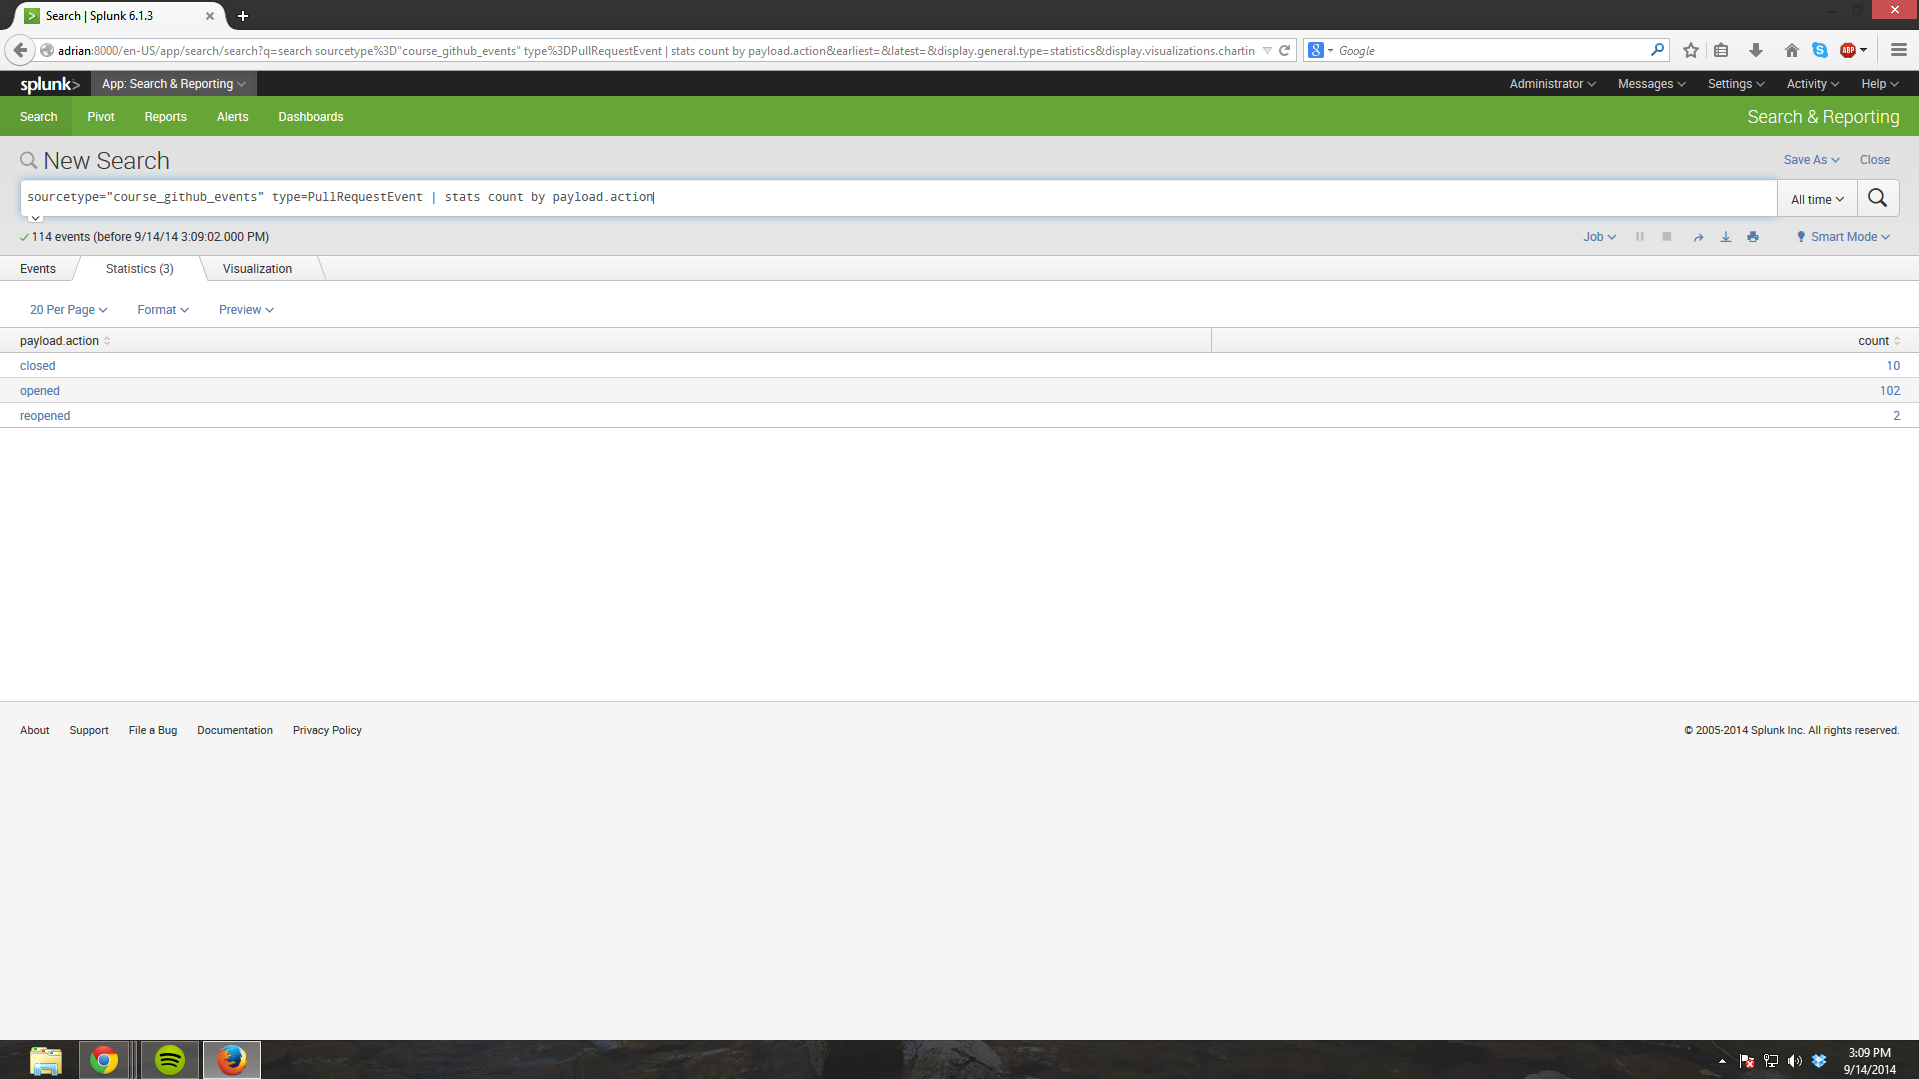 Search | Splunk 6.1.3
adrian:8000/en-US/app/search/search?q=search sourcetype%3D"course_github_events" type%3DPullRequestEvent | stats count by payload.action&earliest=&latest=&display.general.type=statistics&display.visualizations.chartin
Google
splunk> App: Search & Reporting Administrator Messages Settings Activity Help
Search Pivot Reports Alerts Dashboards Search & Reporting
New Search Save As Close
sourcetype="course_github_events" type=PullRequestEvent | stats count by payload.action
All time
114 events (before 9/14/14 3:09:02.000 PM) Job Smart Mode
Events Statistics (3) Visualization
20 Per Page Format Preview
payload.action count
closed 10
opened 102
reopened 2
About Support File a Bug Documentation Privacy Policy © 2005-2014 Splunk Inc. All rights reserved.
3:09 PM
9/14/2014